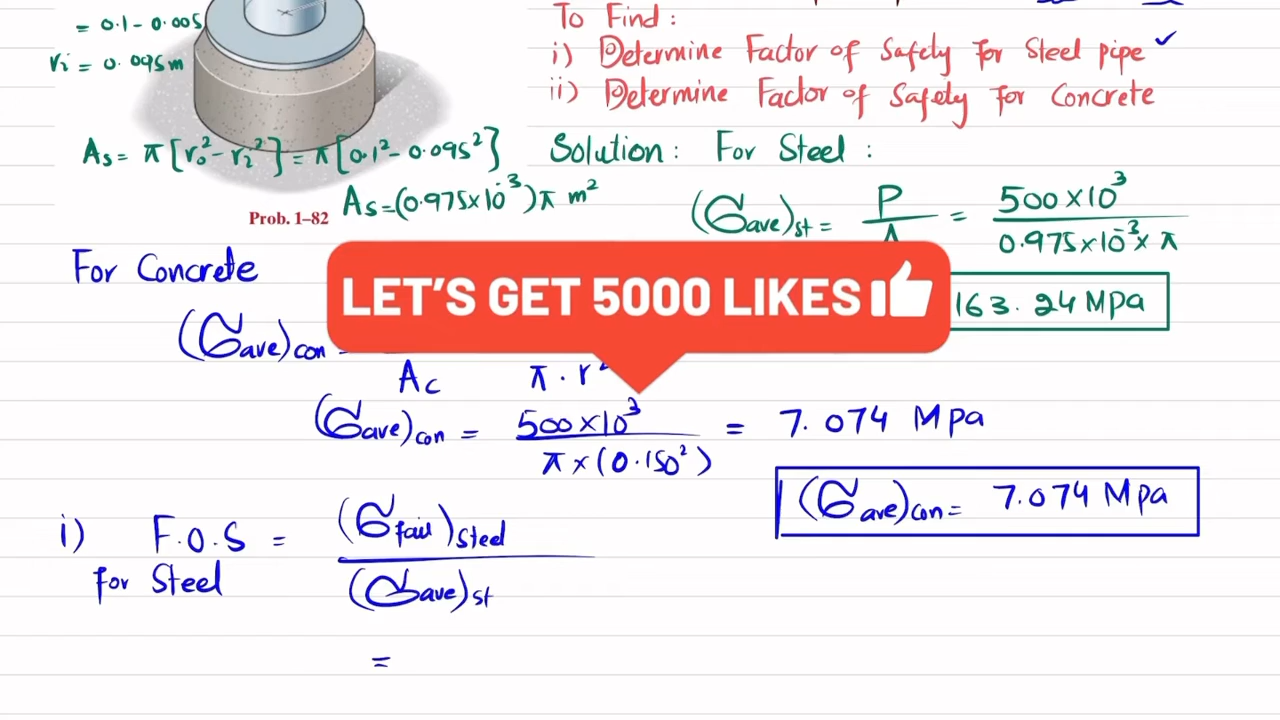 = 0.1 - 0.005
ri = 0.095m
As = π[ro² - ri²] = π[0.1² - 0.095²]
As = (0.975×10⁻³)π m²
Prob. 1–82
To Find :
i) Determine Factor of Safety for Steel pipe ✓
ii) Determine Factor of Safety for Concrete
Solution : For Steel :
(σave)st = P/A = 500×10³ / 0.975×10⁻³×π
163.24 MPa
For Concrete
(σave)con =
Ac π . r²
LET'S GET 5000 LIKES
(σave)con = 500×10³ / π×(0.150²) = 7.074 MPa
(σave)con = 7.074 MPa
i) F.O.S = (σfail)Steel / (σave)st
for Steel
=